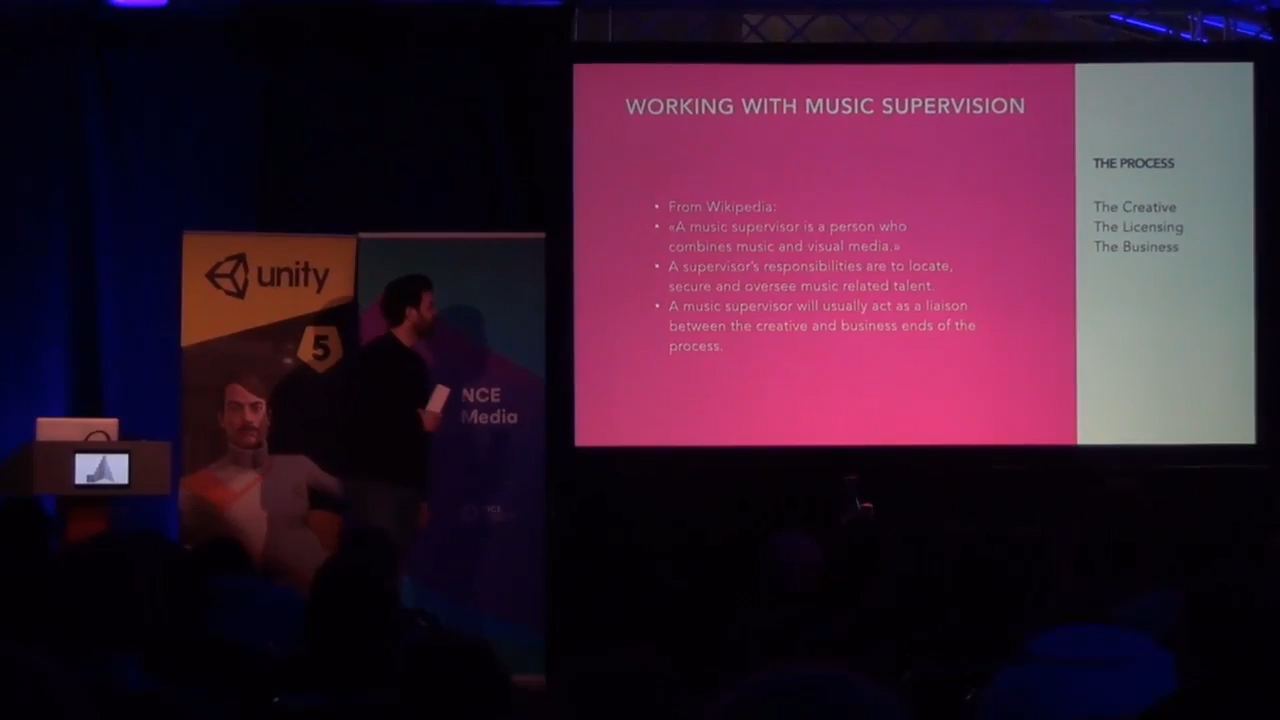 WORKING WITH MUSIC SUPERVISION
• From Wikipedia:
• «A music supervisor is a person who
combines music and visual media.»
• A supervisor's responsibilities are to locate,
secure and oversee music related talent.
• A music supervisor will usually act as a liaison
between the creative and business ends of the
process.
THE PROCESS
The Creative
The Licensing
The Business
unity
5
NCE
Media